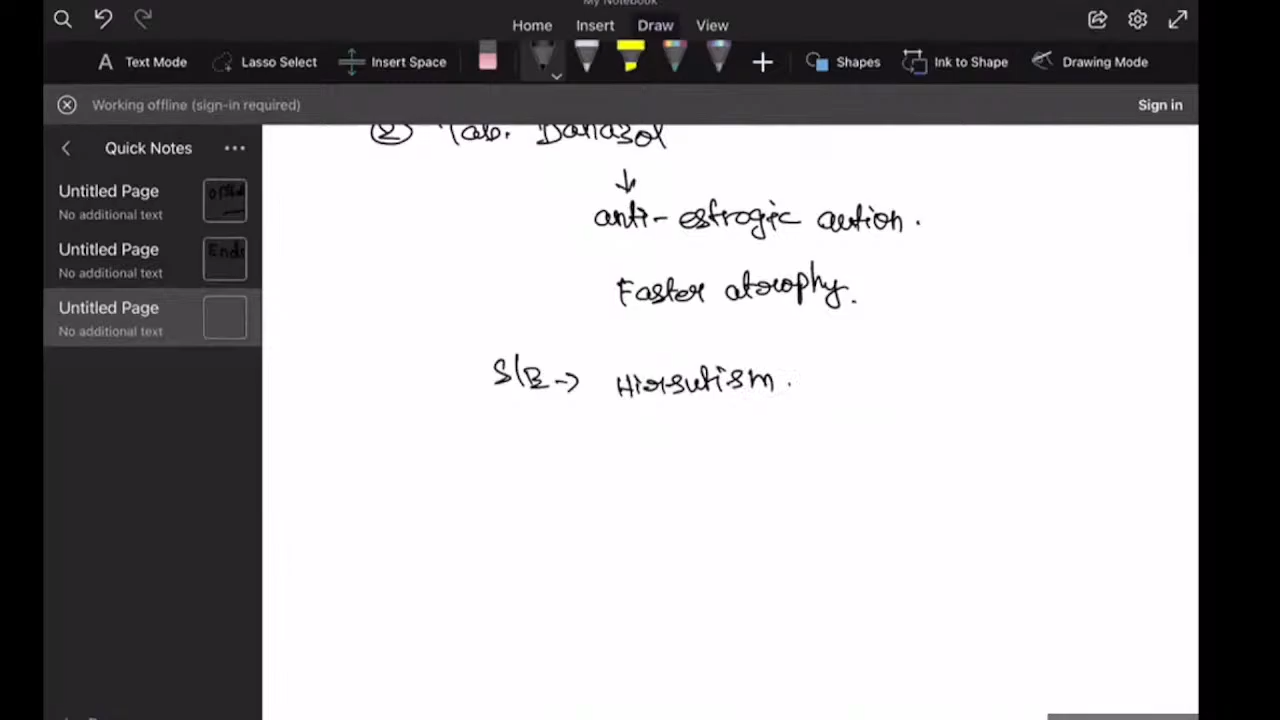 My Notebook
Home Insert Draw View
Text Mode Lasso Select Insert Space Shapes Ink to Shape Drawing Mode
Working offline (sign-in required) Sign in
Quick Notes
Untitled Page
No additional text
Untitled Page
No additional text
Untitled Page
No additional text
② Tab. Danazol
↓
anti-estrogic aution.
Faster atrophy.
S/E → Hirsutism.